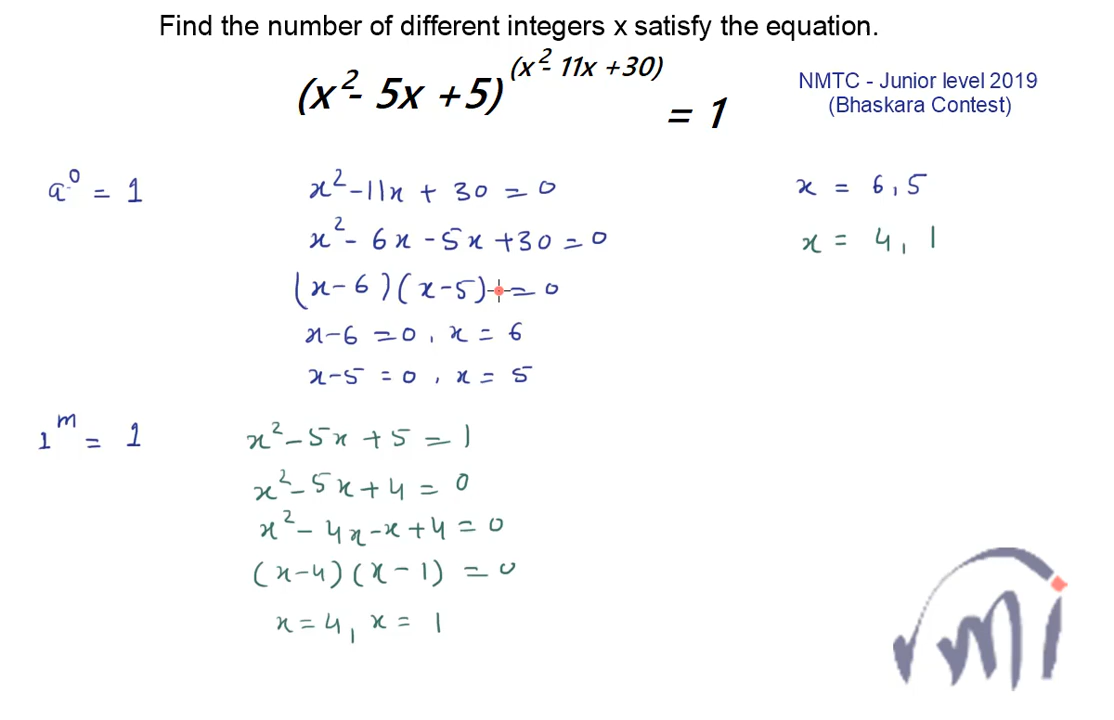 Find the number of different integers x satisfy the equation.
(x² - 5x +5)^(x² - 11x +30) = 1
NMTC - Junior level 2019
(Bhaskara Contest)
a⁰ = 1
x² - 11x + 30 = 0
x² - 6x - 5x + 30 = 0
(x - 6)(x - 5) = 0
x - 6 = 0, x = 6
x - 5 = 0, x = 5
x = 6, 5
x = 4, 1
1^m = 1
x² - 5x + 5 = 1
x² - 5x + 4 = 0
x² - 4x - x + 4 = 0
(x - 4)(x - 1) = 0
x = 4, x = 1